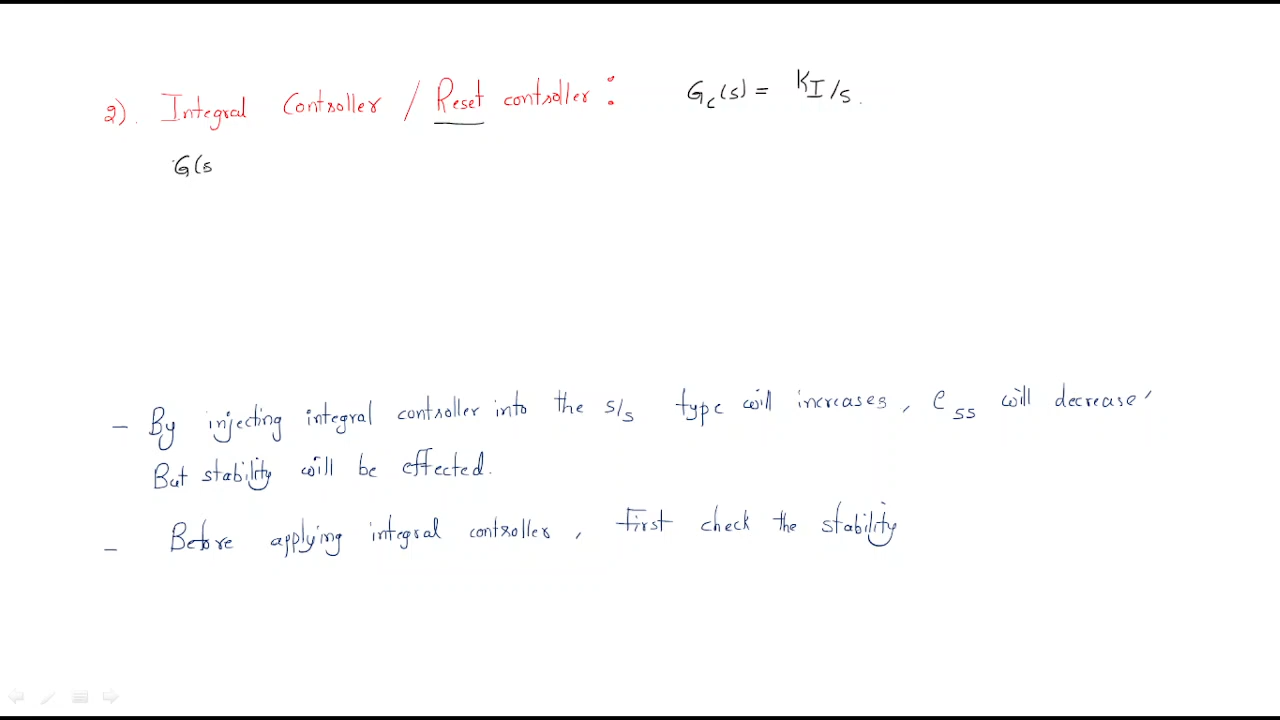 2). Integral Controller / Reset controller : Gc(s) = KI/s.
G(s
- By injecting integral controller into the s/s type will increases, ess will decrease'
But stability will be effected.
- Before applying integral controller, first check the stability